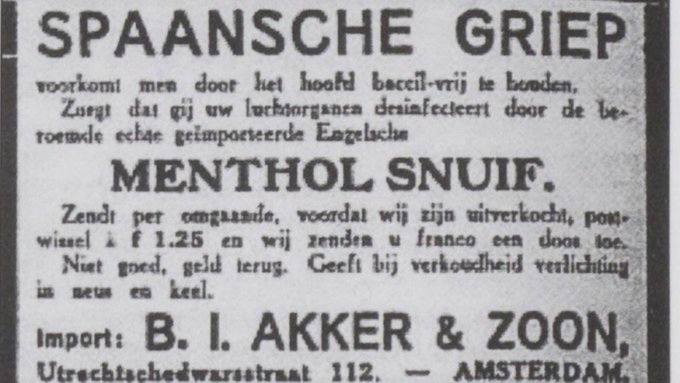 SPAANSCHE GRIEP
voorkomt men door het hoofd baccil-vrij te houden.
Zorgt dat gij uw luchtorganen desinfecteert door de be-
roemde echte geïmporteerde Engelsche
MENTHOL SNUIF.
Zendt per omgaande, voordat wij zijn uitverkocht, post-
wissel à f 1.25 en wij zenden u franco een doos toe.
Niet goed, geld terug. Geeft bij verkoudheid verlichting
in neus en keel.
Import: B. I. AKKER & ZOON,
Utrechtschedwarsstraat 112. — AMSTERDAM.